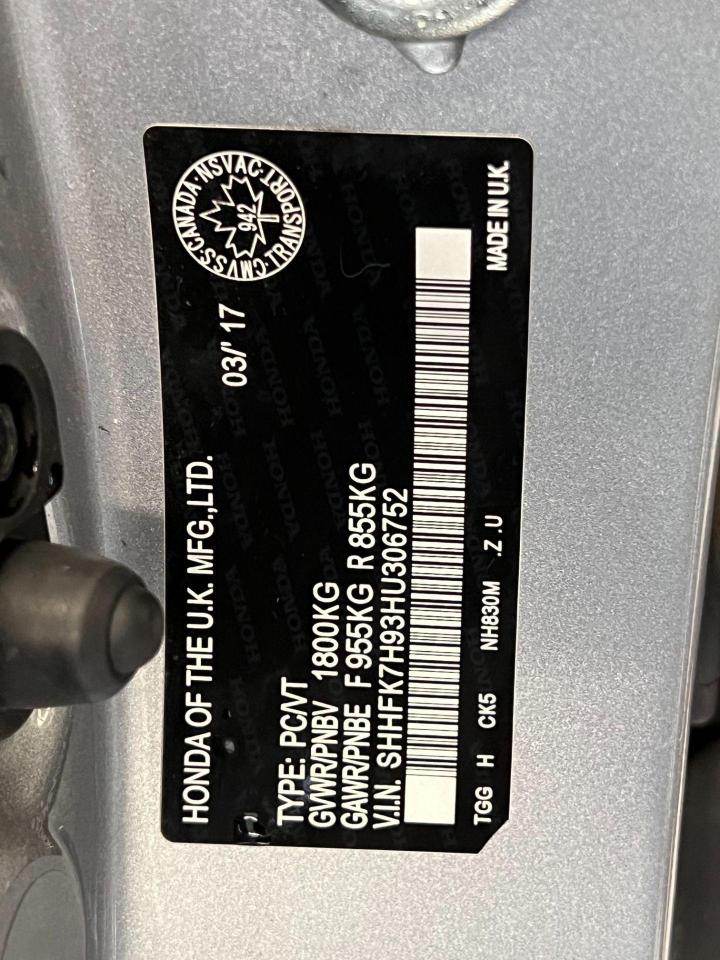 HONDA OF THE U.K. MFG.,LTD.
03/'17
CMVSS·CANADA·NSVAC·TRANSPORT
942
TYPE: PC/VT
GVWR/PNBV 1800KG
GAWR/PNBE F 955KG R 855KG
V.I.N. SHHFK7H93HU306752
TGG H CK5 NH830M .Z .U MADE IN U.K.